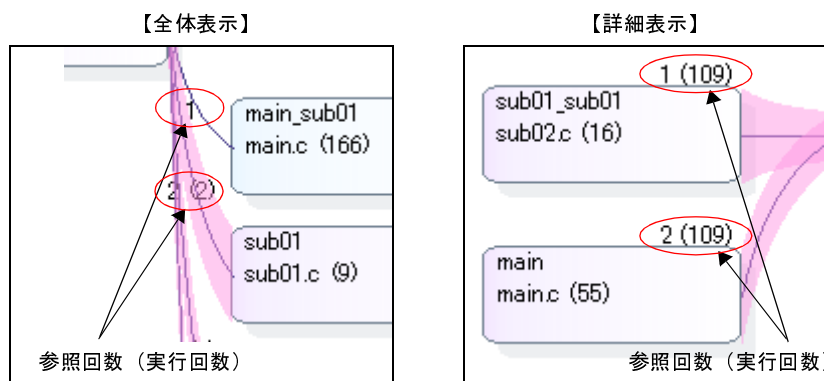 【全体表示】
1
main_sub01
main.c (166)
2 (2)
sub01
sub01.c (9)
参照回数（実行回数）
【詳細表示】
1 (109)
sub01_sub01
sub02.c (16)
2 (109)
main
main.c (55)
参照回数（実行回数）